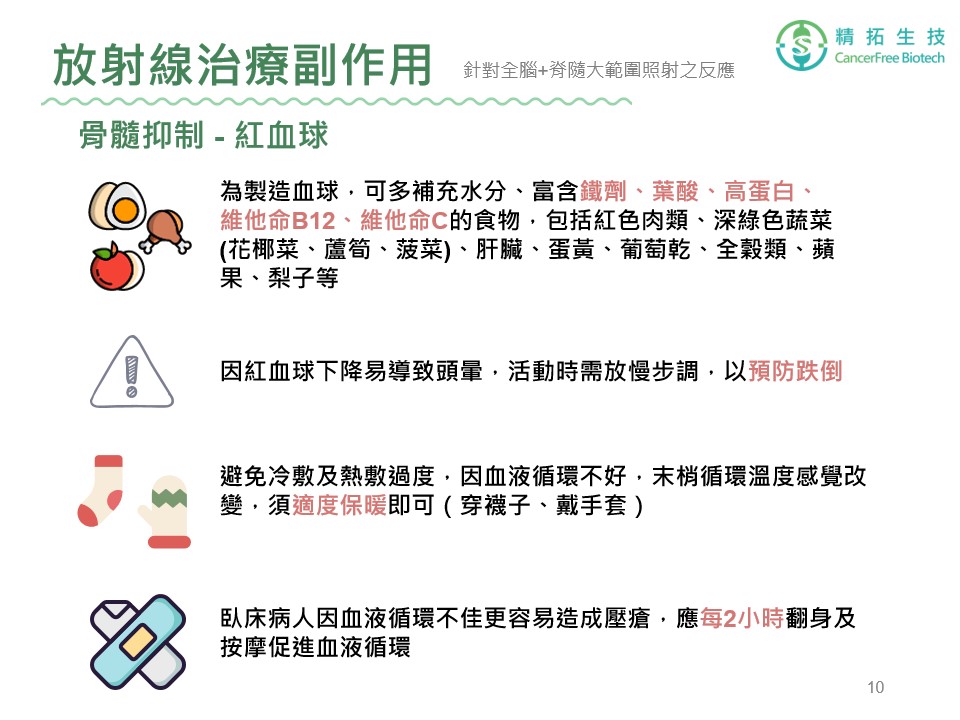 放射線治療副作用
針對全腦+脊隨大範圍照射之反應
精拓生技
CancerFree Biotech
骨髓抑制 - 紅血球
為製造血球，可多補充水分、富含鐵劑、葉酸、高蛋白、
維他命B12、維他命C的食物，包括紅色肉類、深綠色蔬菜
(花椰菜、蘆筍、菠菜)、肝臟、蛋黃、葡萄乾、全穀類、蘋
果、梨子等
因紅血球下降易導致頭暈，活動時需放慢步調，以預防跌倒
避免冷敷及熱敷過度，因血液循環不好，末梢循環溫度感覺改
變，須適度保暖即可（穿襪子、戴手套）
臥床病人因血液循環不佳更容易造成壓瘡，應每2小時翻身及
按摩促進血液循環
10